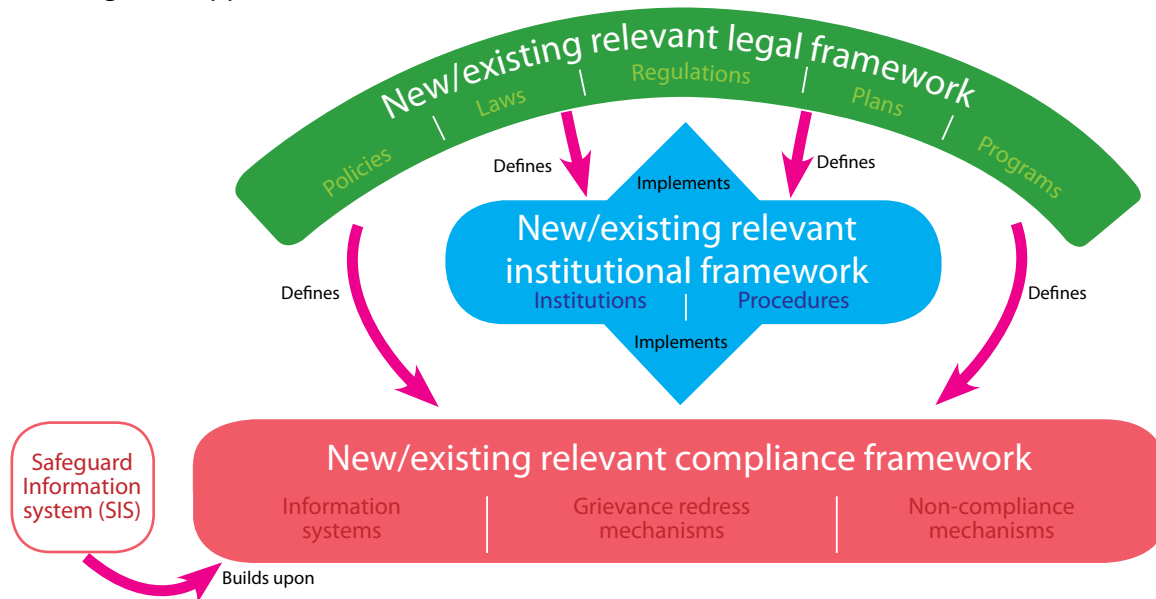 New/existing relevant legal framework
Policies
Laws
Regulations
Plans
Programs
Defines
Implements
Defines
New/existing relevant
institutional framework
Institutions
Procedures
Defines
Implements
Defines
Safeguard
Information
system (SIS)
New/existing relevant compliance framework
Information
systems
Grievance redress
mechanisms
Non-compliance
mechanisms
Builds upon